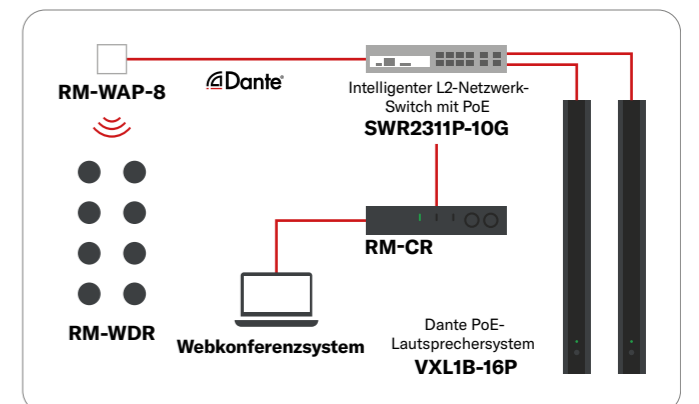 RM-WAP-8
Dante®
Intelligenter L2-Netzwerk-
Switch mit PoE
SWR2311P-10G
RM-CR
RM-WDR
Webkonferenzsystem
Dante PoE-
Lautsprechersystem
VXL1B-16P